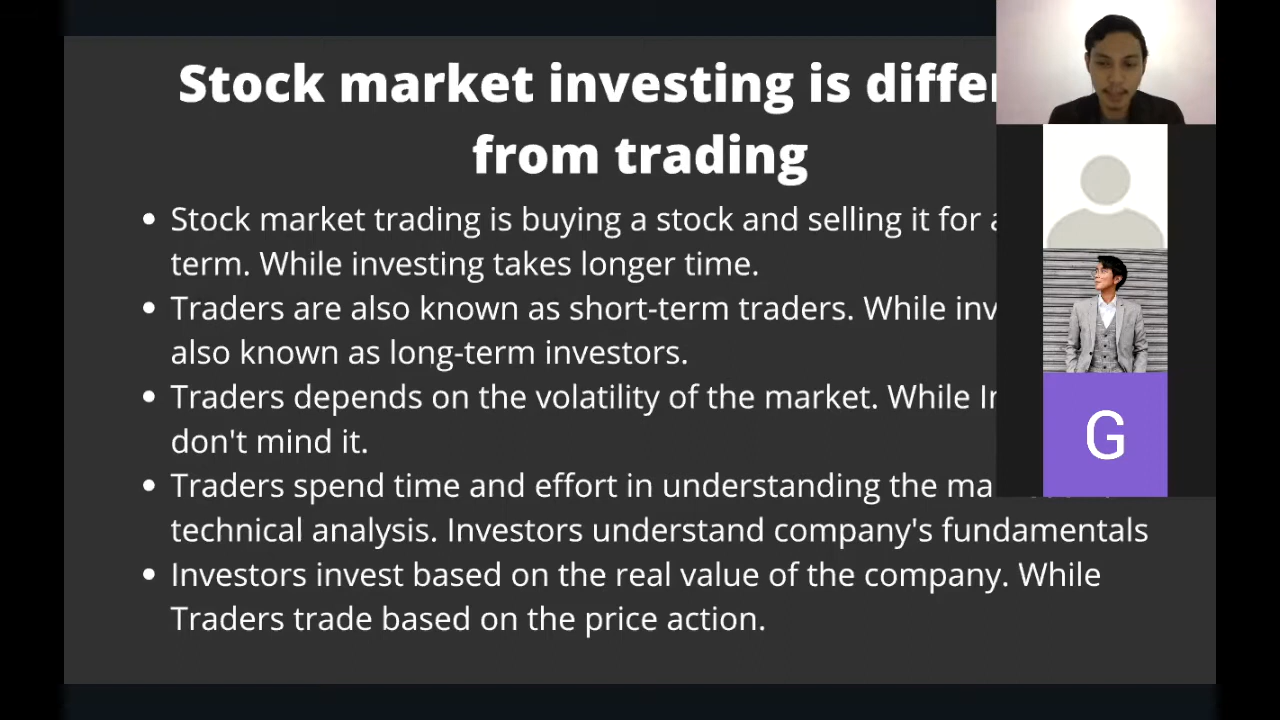 Stock market investing is differ
from trading
• Stock market trading is buying a stock and selling it for a
term. While investing takes longer time.
• Traders are also known as short-term traders. While inv
also known as long-term investors.
• Traders depends on the volatility of the market. While In
don't mind it.
• Traders spend time and effort in understanding the ma
technical analysis. Investors understand company's fundamentals
• Investors invest based on the real value of the company. While
Traders trade based on the price action.
G